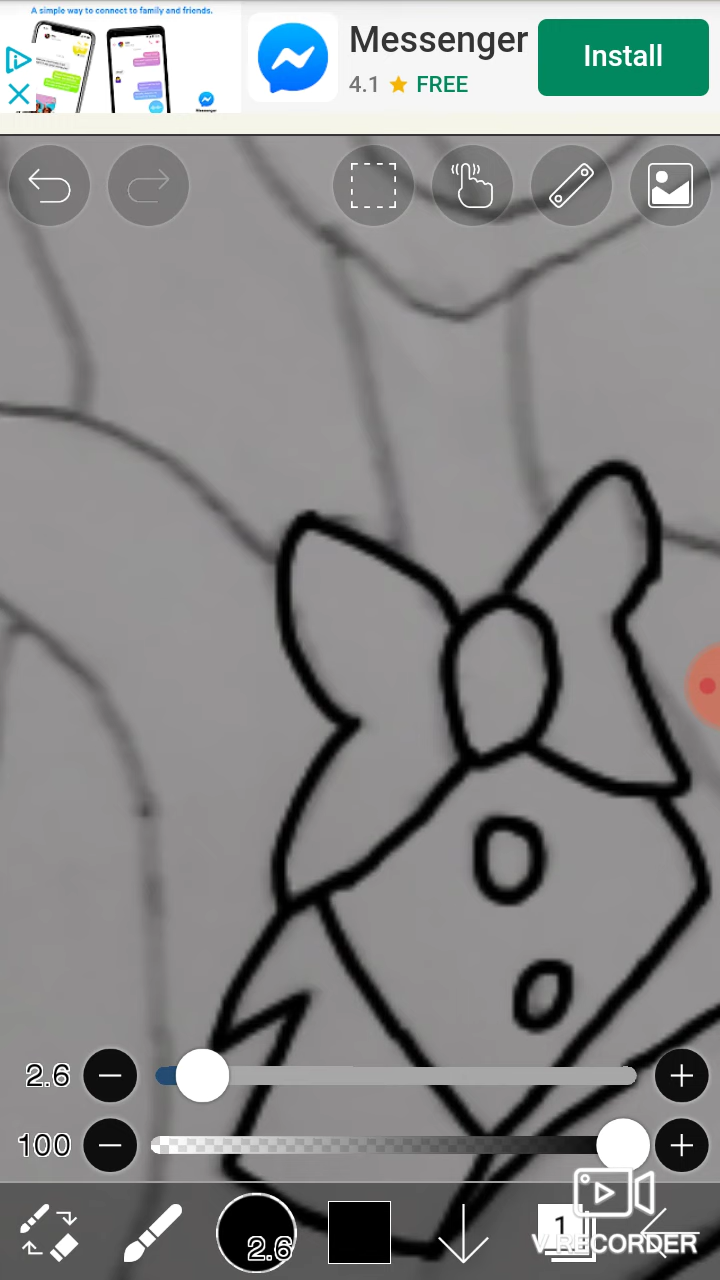 A simple way to connect to family and friends.
Messenger
Install
4.1 ★ FREE
2.6
100
2.6
1
V RECORDER